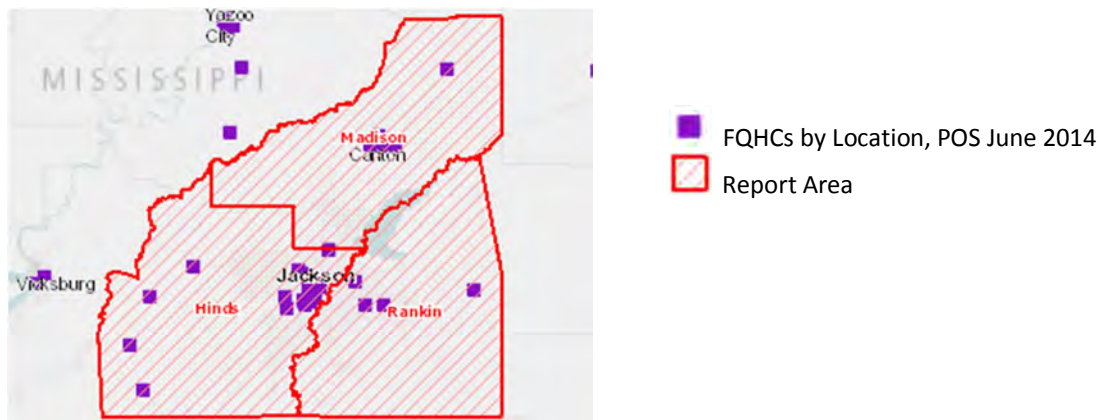 Yazoo
City
MISSISSIPPI
Madison
Canton
Vicksburg
Jackson
Hinds
Rankin
FQHCs by Location, POS June 2014
Report Area